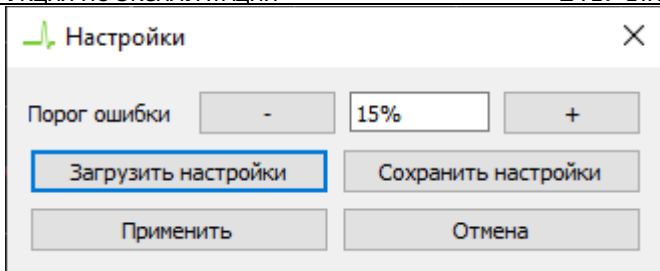 Настройки
Порог ошибки - 15% +
Загрузить настройки Сохранить настройки
Применить Отмена